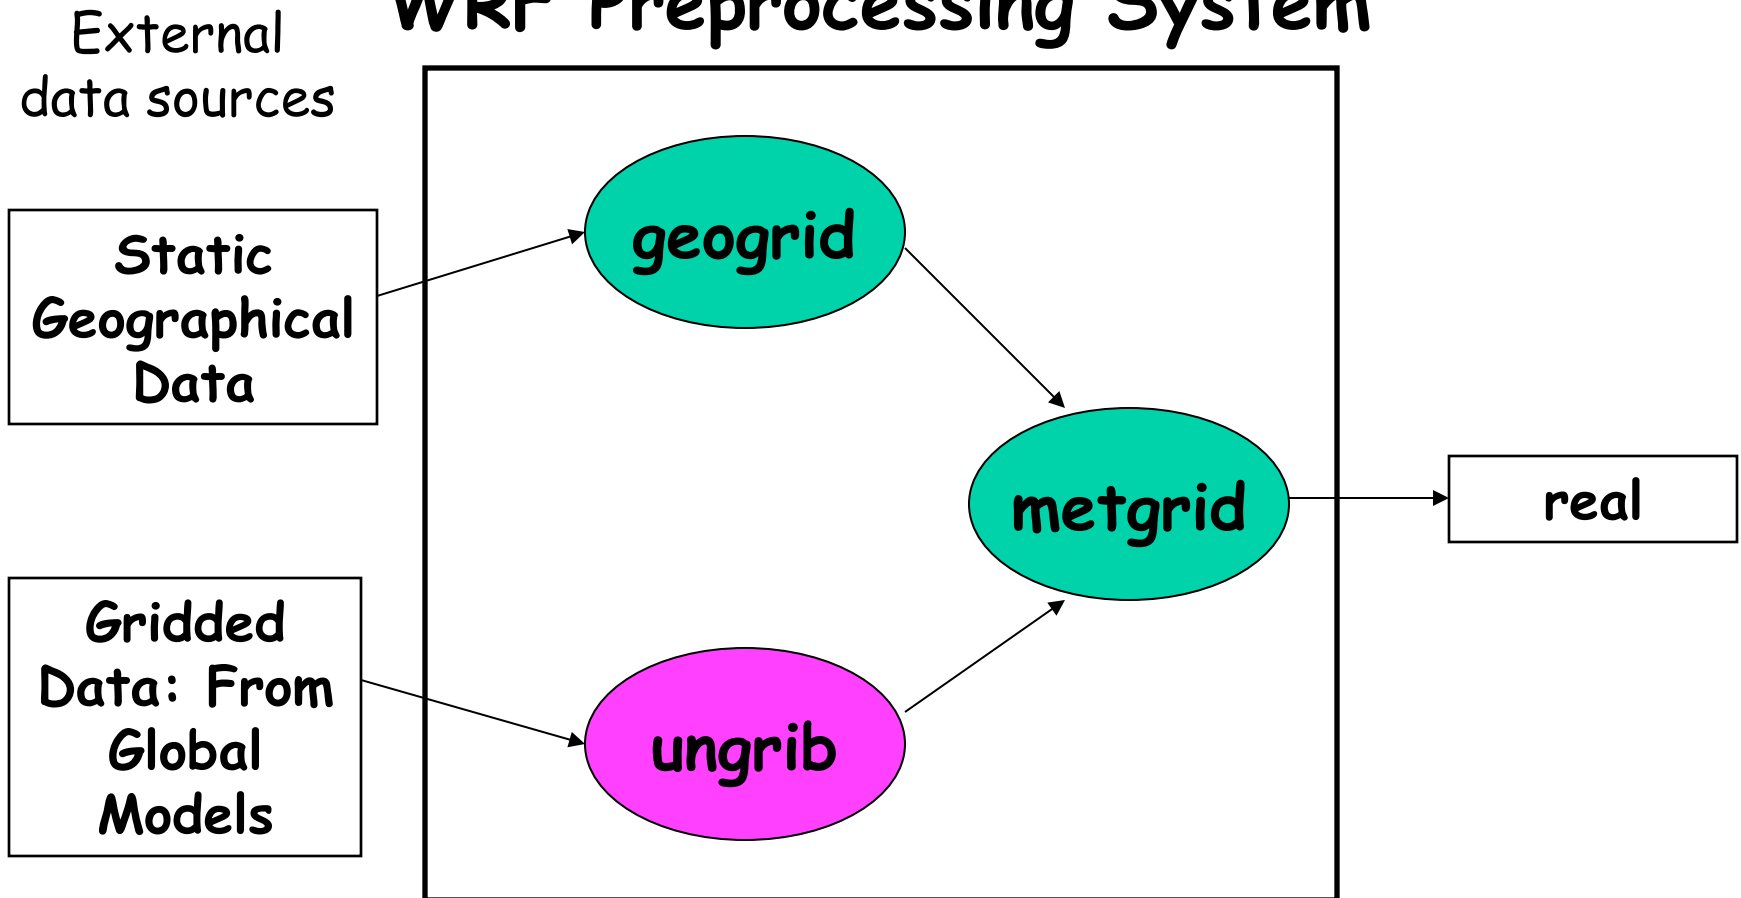 External
data sources
WRF Preprocessing System
Static
Geographical
Data
geogrid
metgrid
real
Gridded
Data: From
Global
Models
ungrib